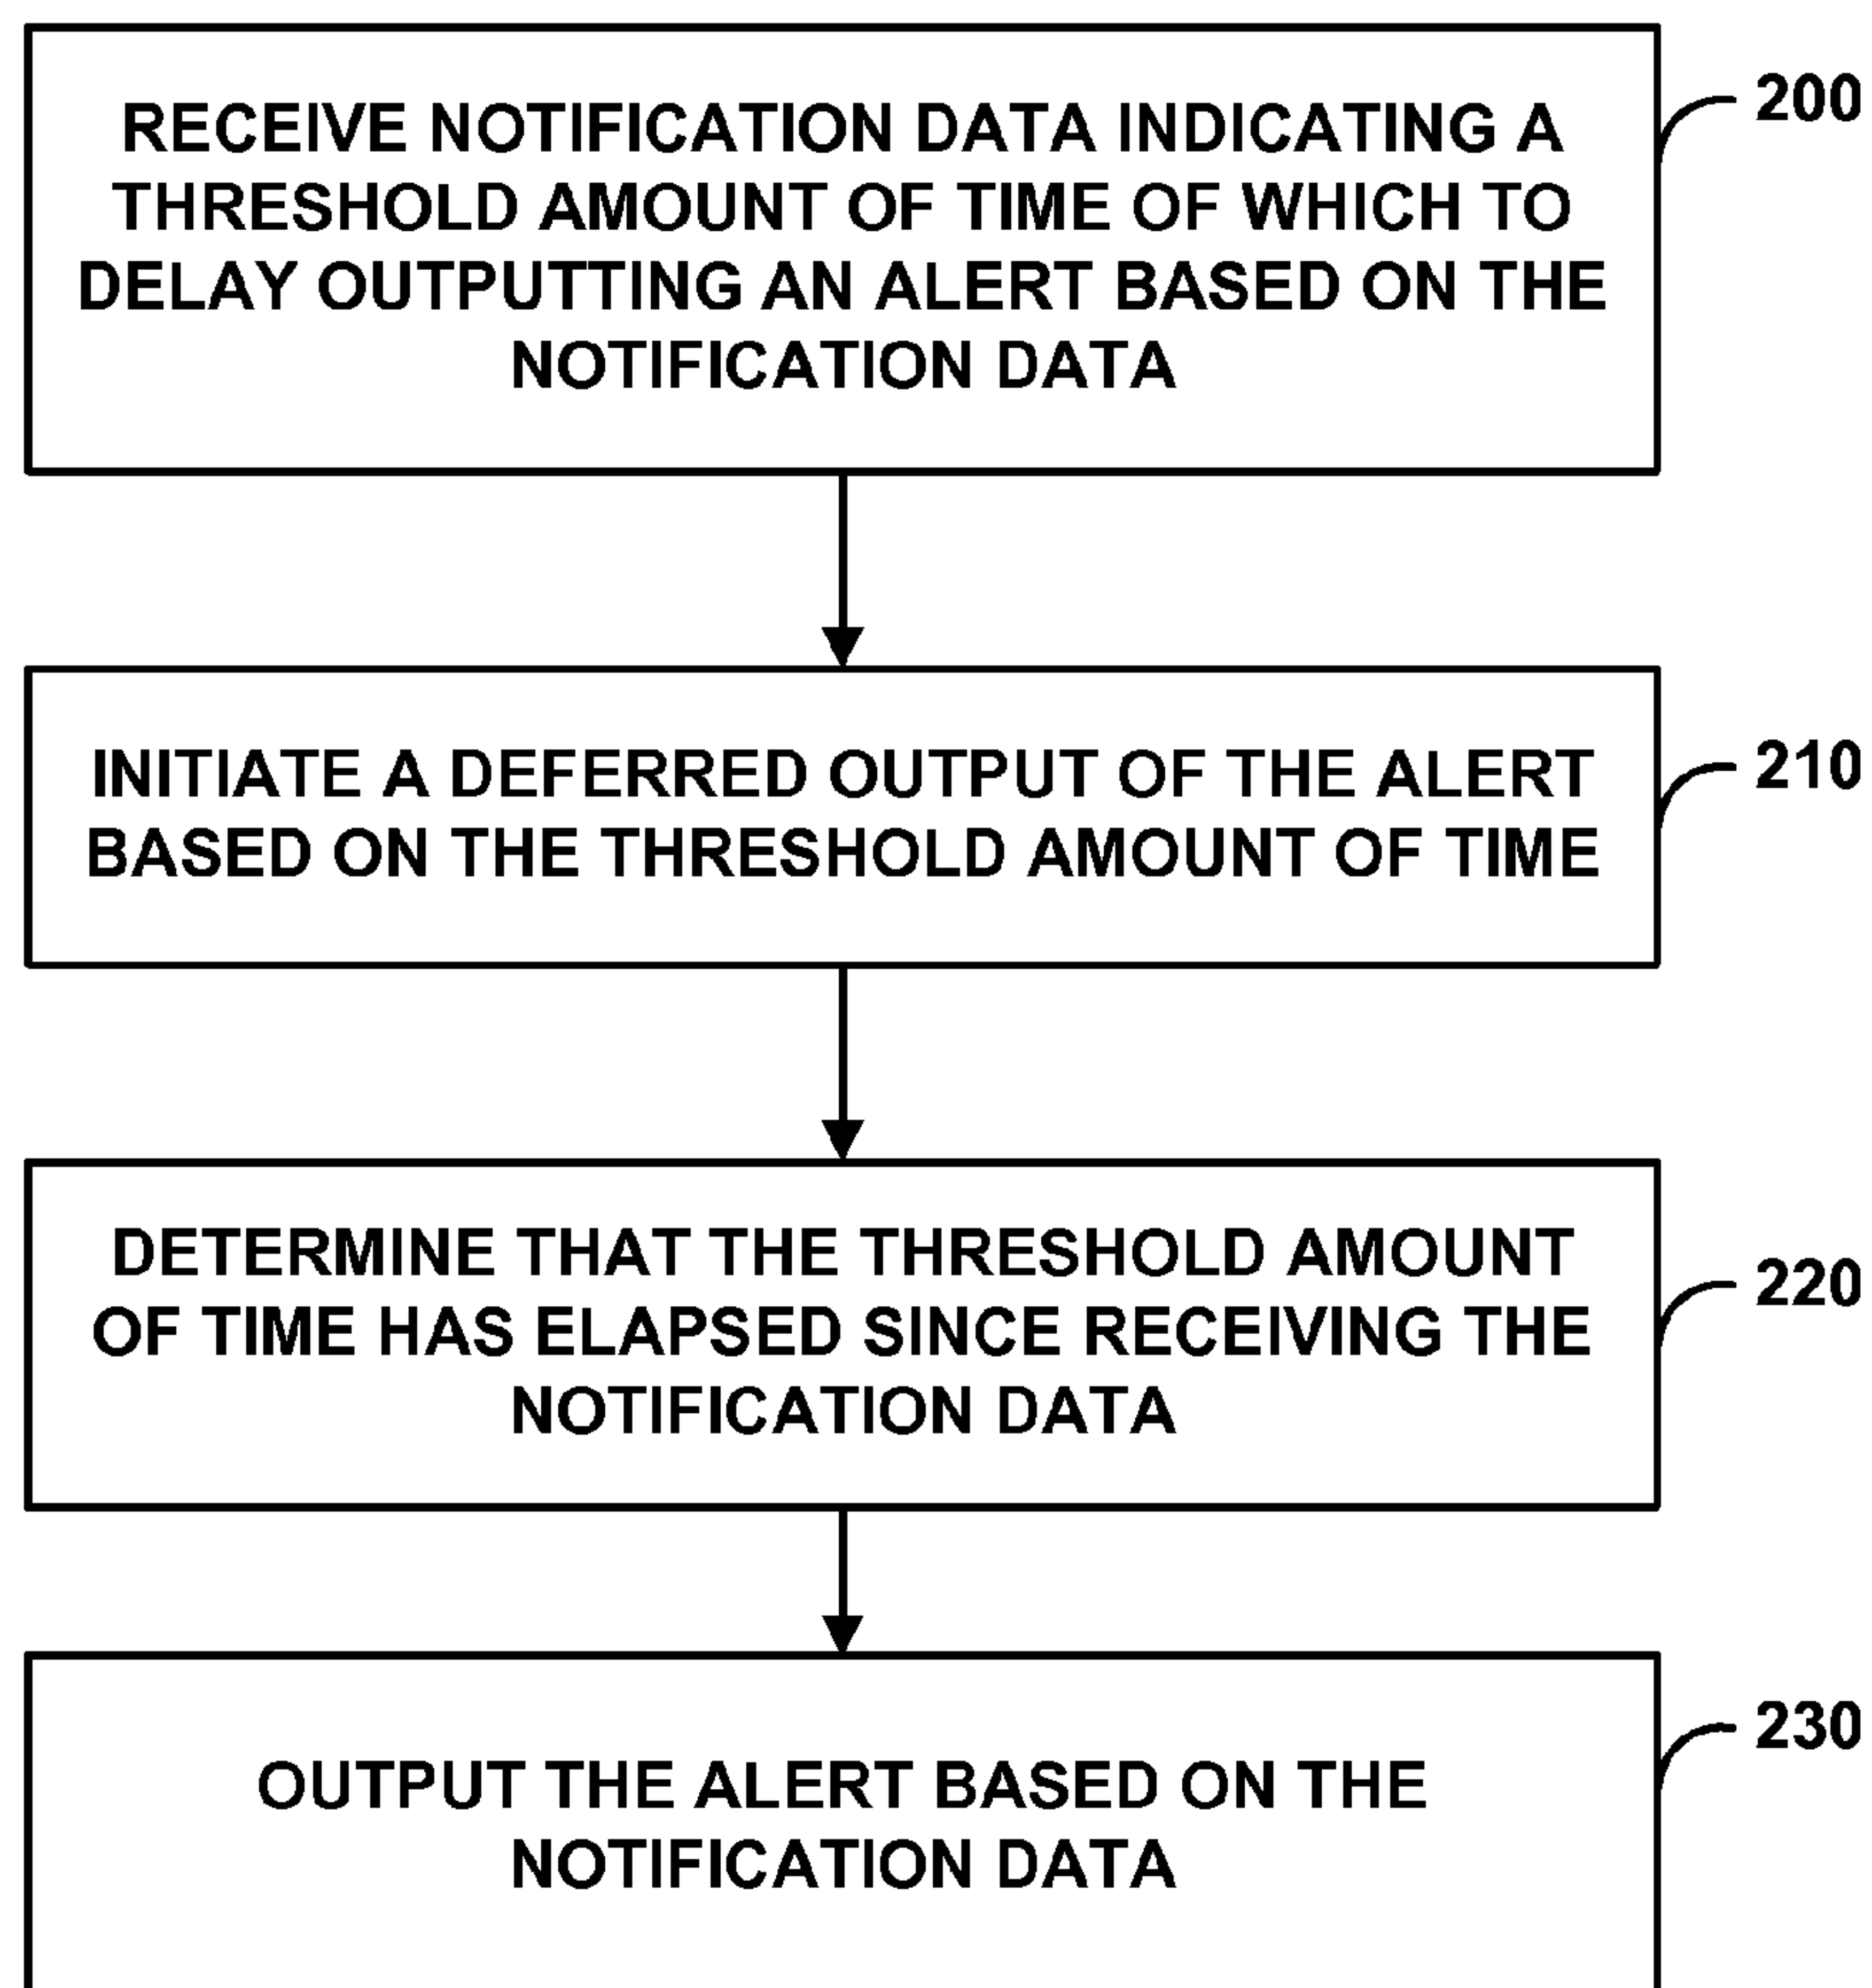 RECEIVE NOTIFICATION DATA INDICATING A
THRESHOLD AMOUNT OF TIME OF WHICH TO
DELAY OUTPUTTING AN ALERT BASED ON THE
NOTIFICATION DATA
200
INITIATE A DEFERRED OUTPUT OF THE ALERT
BASED ON THE THRESHOLD AMOUNT OF TIME
210
DETERMINE THAT THE THRESHOLD AMOUNT
OF TIME HAS ELAPSED SINCE RECEIVING THE
NOTIFICATION DATA
220
OUTPUT THE ALERT BASED ON THE
NOTIFICATION DATA
230